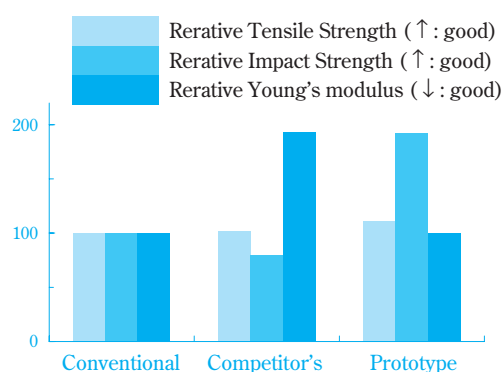 Rerative Tensile Strength (↑: good)
Rerative Impact Strength (↑: good)
Rerative Young's modulus (↓: good)
200
100
0
Conventional Competitor's Prototype